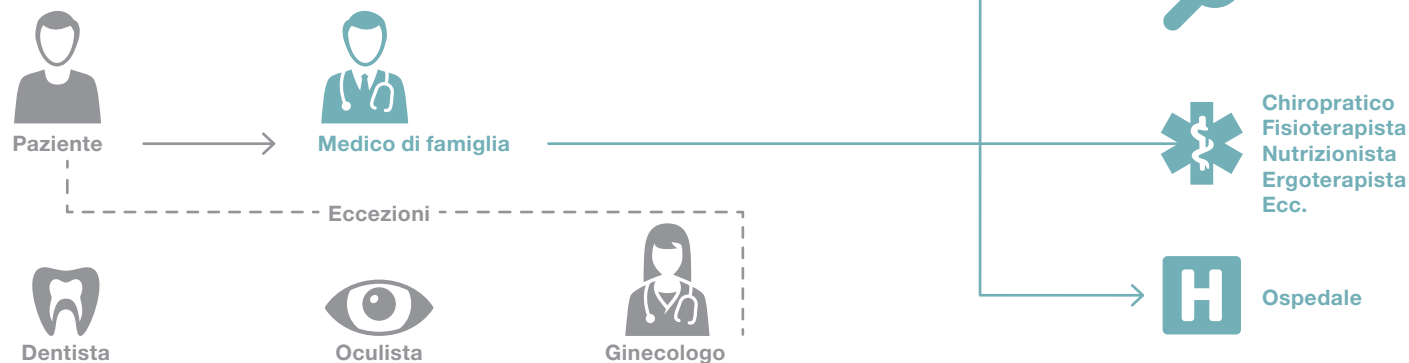 Paziente
Medico di famiglia
Chiropratico
Fisioterapista
Nutrizionista
Ergoterapista
Ecc.
Eccezioni
H
Ospedale
Dentista
Oculista
Ginecologo